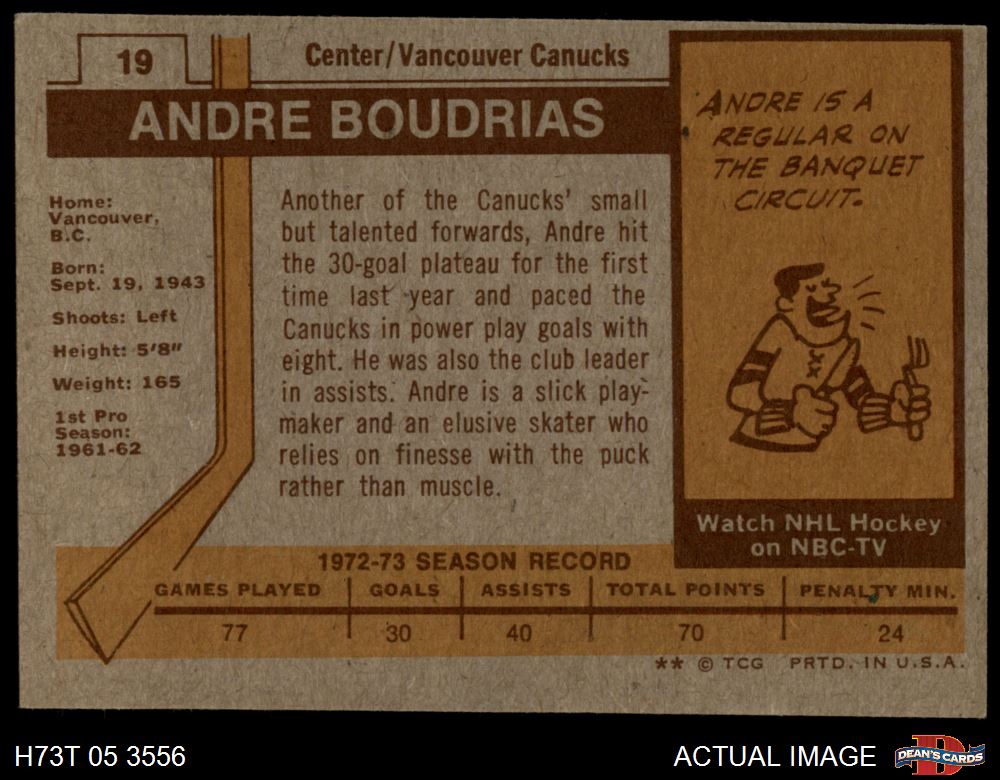 19
Center/Vancouver Canucks
ANDRE BOUDRIAS
Home:
Vancouver,
B.C.
Born:
Sept. 19, 1943
Shoots: Left
Height: 5'8"
Weight: 165
1st Pro
Season:
1961-62
Another of the Canucks' small
but talented forwards, Andre hit
the 30-goal plateau for the first
time last year and paced the
Canucks in power play goals with
eight. He was also the club leader
in assists. Andre is a slick play-
maker and an elusive skater who
relies on finesse with the puck
rather than muscle.
ANDRE IS A
REGULAR ON
THE BANQUET
CIRCUIT.
Watch NHL Hockey
on NBC-TV
1972-73 SEASON RECORD
GAMES PLAYED GOALS ASSISTS TOTAL POINTS PENALTY MIN.
77 30 40 70 24
** © TCG PRTD. IN U.S.A.
H73T 05 3556
ACTUAL IMAGE
D
DEAN'S CARDS